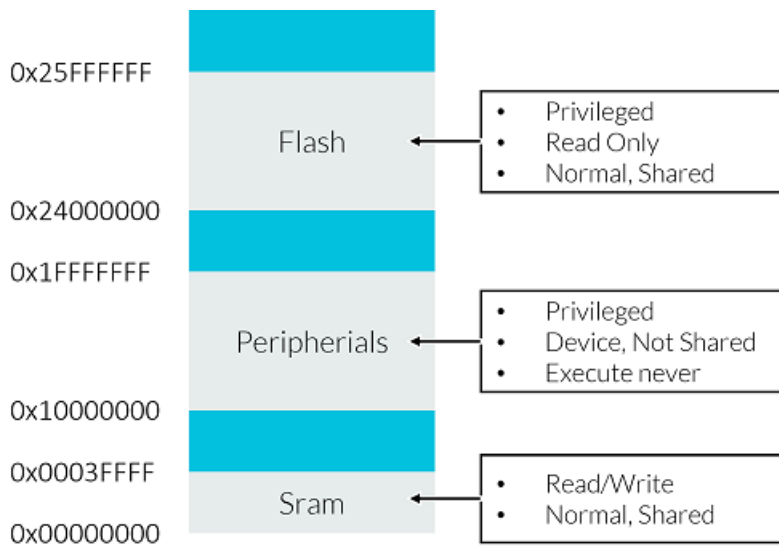 0x25FFFFFF
Flash
• Privileged
• Read Only
• Normal, Shared
0x24000000
0x1FFFFFFF
Peripherials
• Privileged
• Device, Not Shared
• Execute never
0x10000000
0x0003FFFF
Sram
• Read/Write
• Normal, Shared
0x00000000